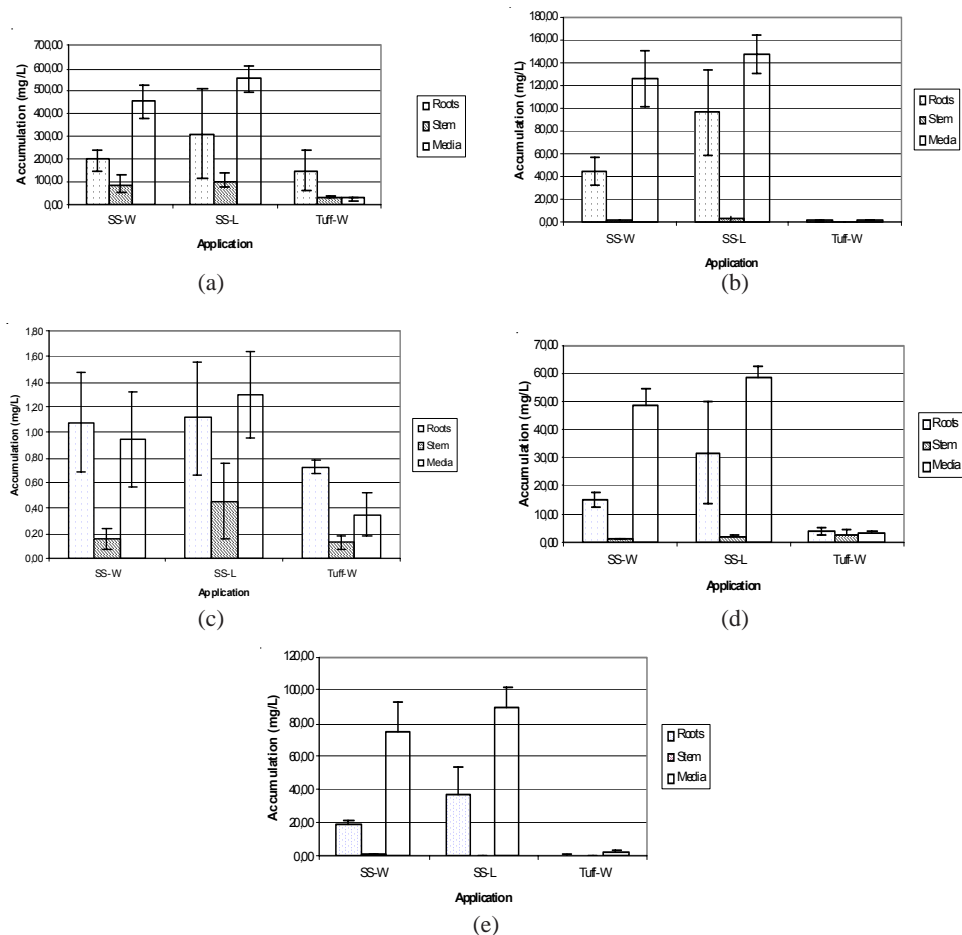 700,00
600,00
500,00
400,00
300,00
200,00
100,00
0,00
Accumulation (mg/L)
SS-W SS-L Tuff-W
Application
Roots
Stem
Media
(a)
180,00
160,00
140,00
120,00
100,00
80,00
60,00
40,00
20,00
0,00
Accumulation (mg/L)
SS-W SS-L Tuff-W
Application
Roots
Stem
Media
(b)
1,80
1,60
1,40
1,20
1,00
0,80
0,60
0,40
0,20
0,00
Accumulation (mg/L)
SS-W SS-L Tuff-W
Application
Roots
Stem
Media
(c)
70,00
60,00
50,00
40,00
30,00
20,00
10,00
0,00
Accumulation (mg/L)
SS-W SS-L Tuff-W
Application
Roots
Stem
Media
(d)
120,00
100,00
80,00
60,00
40,00
20,00
0,00
Accumulation (mg/L)
SS-W SS-L Tuff-W
Application
Roots
Stem
Media
(e)